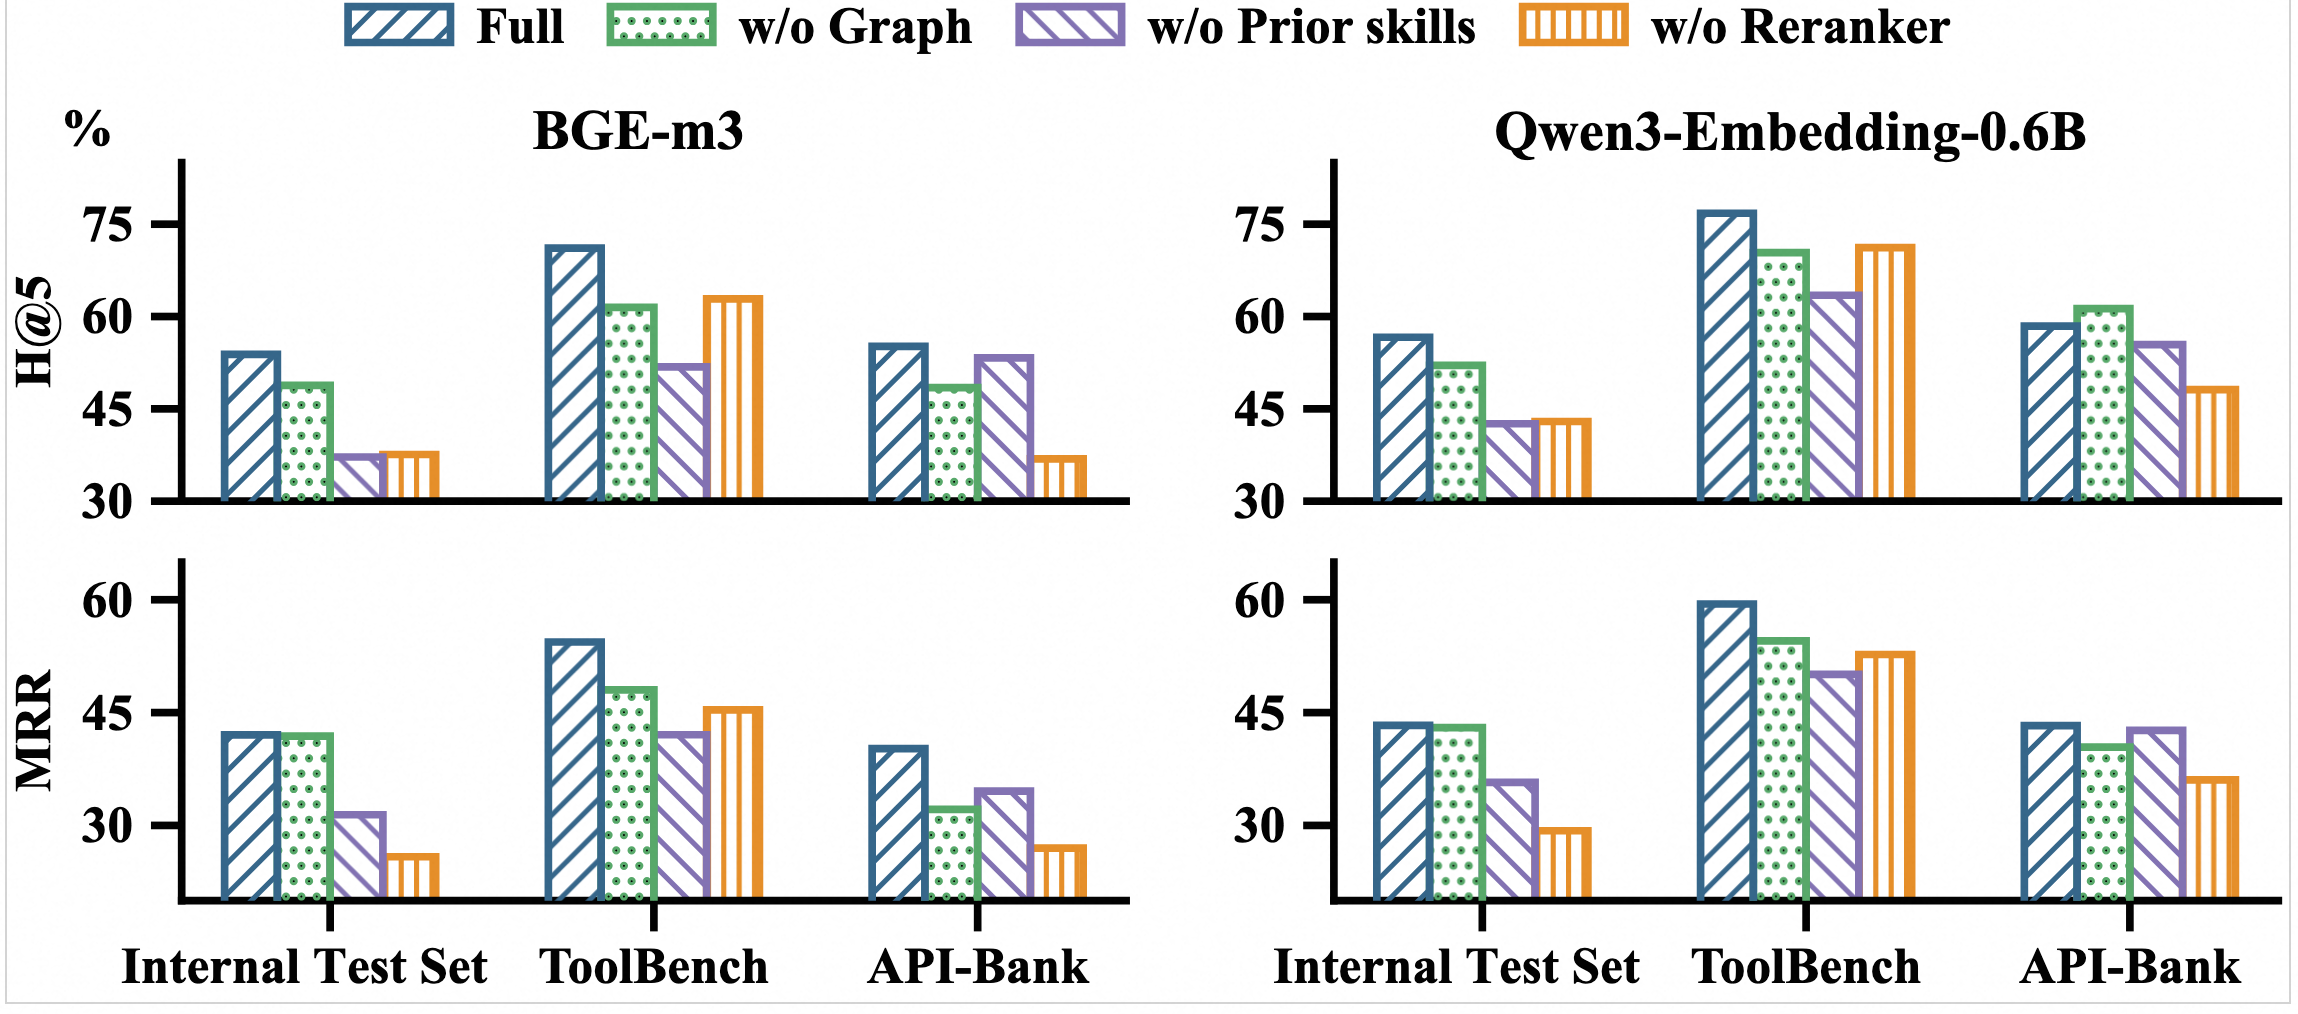 Full w/o Graph w/o Prior skills w/o Reranker
% BGE-m3 Qwen3-Embedding-0.6B
H@5
75
60
45
30
75
60
45
30
MRR
60
45
30
60
45
30
Internal Test Set ToolBench API-Bank Internal Test Set ToolBench API-Bank